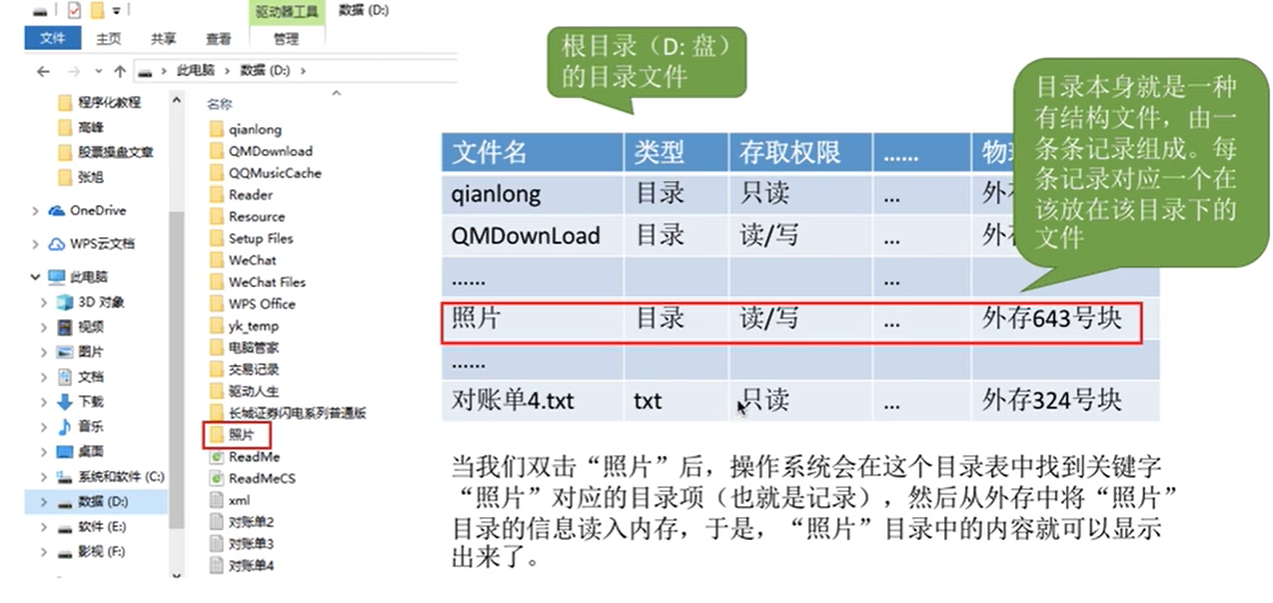 驱动器工具
数据 (D:)
文件
主页
共享
查看
管理
此电脑 › 数据 (D:) ›
程序化教程
高峰
股票操盘文章
张旭
OneDrive
WPS云文档
此电脑
3D 对象
视频
图片
文档
下载
音乐
桌面
系统和软件 (C:)
数据 (D:)
软件 (E:)
影视 (F:)
名称
qianlong
QMDownload
QQMusicCache
Reader
Resource
Setup Files
WeChat
WeChat Files
WPS Office
yk_temp
电脑管家
交易记录
驱动人生
长城证券闪电系列普通版
照片
ReadMe
ReadMeCS
xml
对账单2
对账单3
对账单4
根目录（D: 盘）
的目录文件
目录本身就是一种
有结构文件，由一
条条记录组成。每
条记录对应一个在
该放在该目录下的
文件
文件名 类型 存取权限 …… 物
qianlong 目录 只读 … 外
QMDownLoad 目录 读/写 … 外
…… …
照片 目录 读/写 … 外存643号块
……
对账单4.txt txt 只读 … 外存324号块
当我们双击“照片”后，操作系统会在这个目录表中找到关键字
“照片”对应的目录项（也就是记录），然后从外存中将“照片”
目录的信息读入内存，于是，“照片”目录中的内容就可以显示
出来了。